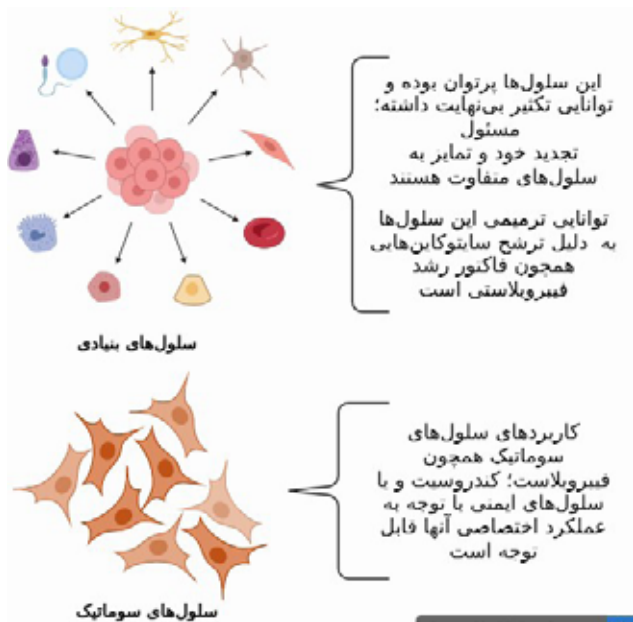 این سلول‌ها پرتوان بوده و
توانایی تکثیر بی‌نهایت داشته؛
مسئول
تجدید خود و تمایز به
سلول‌های متفاوت هستند
توانایی ترمیمی این سلول‌ها
به دلیل ترشح سایتوکاین‌هایی
همچون فاکتور رشد
فیبروبلاستی است
سلول‌های بنیادی
کاربردهای سلول‌های
سوماتیک همچون
فیبروبلاست؛ کندروسیت و یا
سلول‌های ایمنی با توجه به
عملکرد اختصاصی آنها قابل
توجه است
سلول‌های سوماتیک